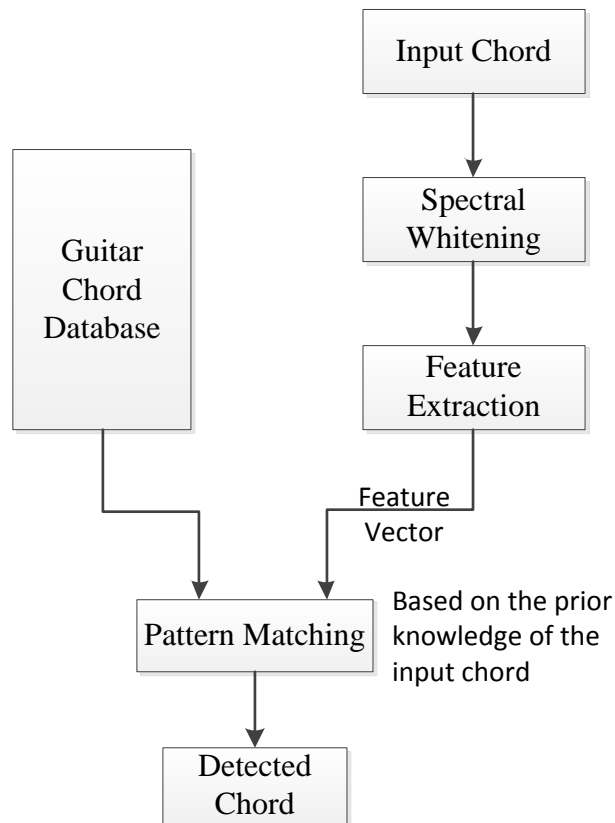 Input Chord
Spectral
Whitening
Guitar
Chord
Database
Feature
Extraction
Feature
Vector
Pattern Matching
Based on the prior
knowledge of the
input chord
Detected
Chord